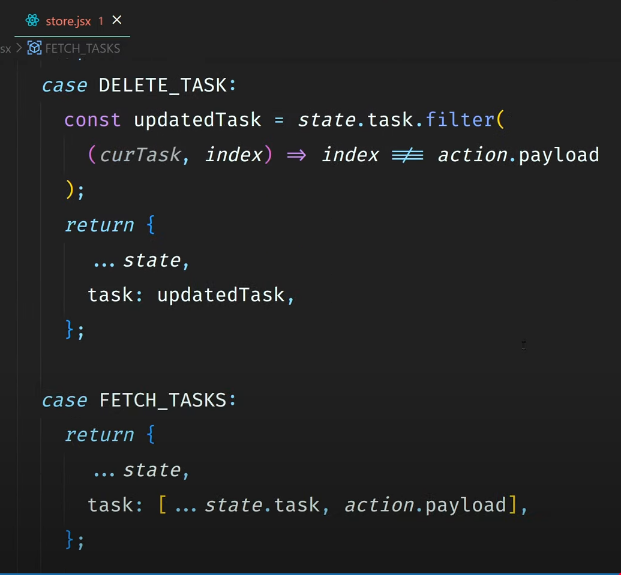 store.jsx 1 ×
sx > FETCH_TASKS
case DELETE_TASK:
const updatedTask = state.task.filter(
(curTask, index) => index !== action.payload
);
return {
...state,
task: updatedTask,
};
case FETCH_TASKS:
return {
...state,
task: [...state.task, action.payload],
};